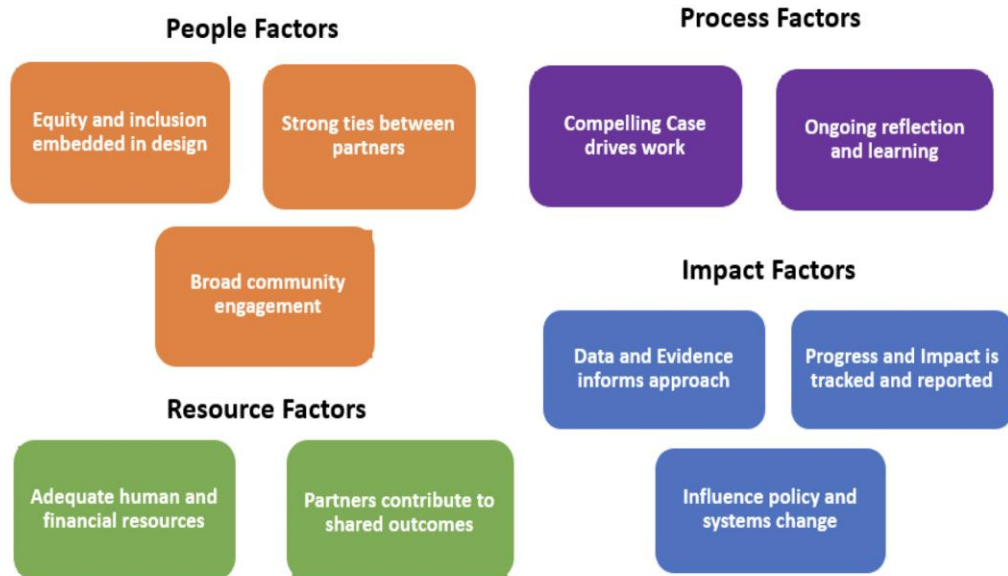 People Factors
Equity and inclusion
embedded in design
Strong ties between
partners
Broad community
engagement
Process Factors
Compelling Case
drives work
Ongoing reflection
and learning
Resource Factors
Adequate human and
financial resources
Partners contribute to
shared outcomes
Impact Factors
Data and Evidence
informs approach
Progress and Impact is
tracked and reported
Influence policy and
systems change